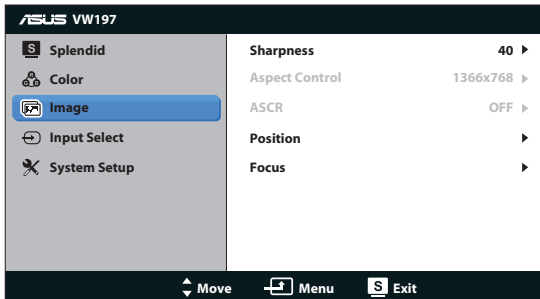 ASUS VW197
S Splendid
Color
Image
Input Select
System Setup
Sharpness 40
Aspect Control 1366x768
ASCR OFF
Position
Focus
Move Menu S Exit